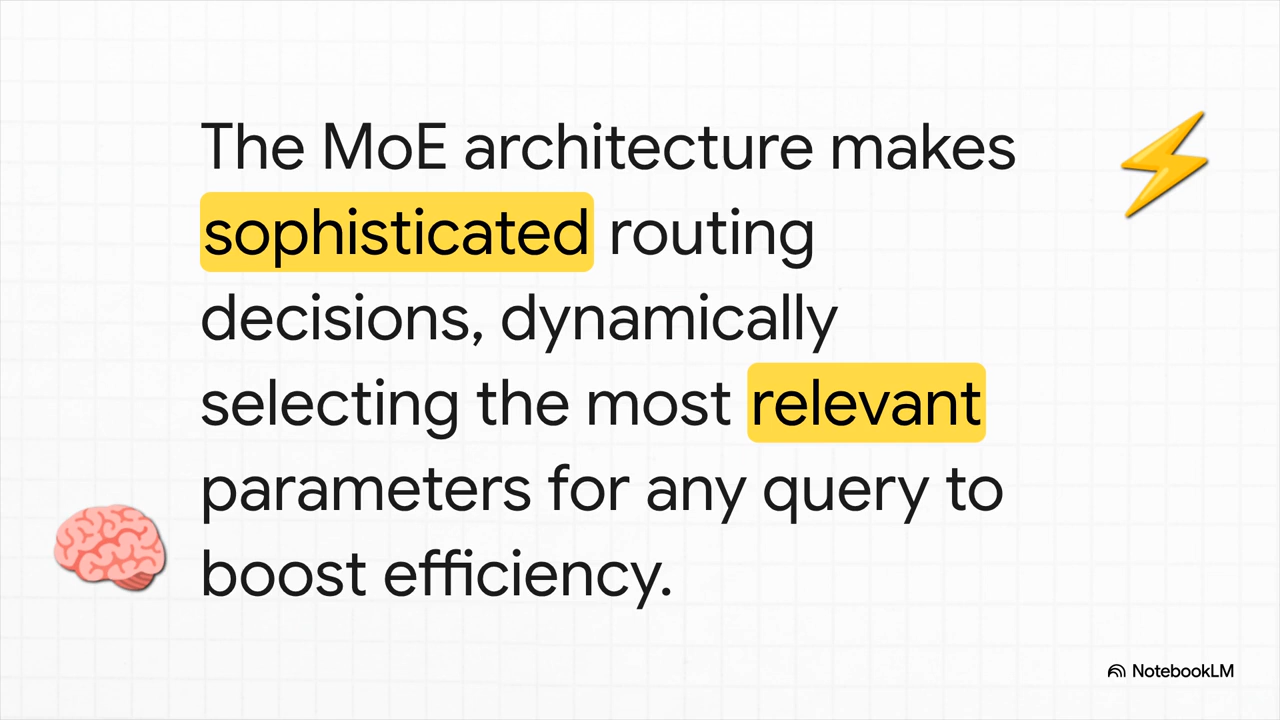 The MoE architecture makes
sophisticated routing
decisions, dynamically
selecting the most relevant
parameters for any query to
boost efficiency.
NotebookLM